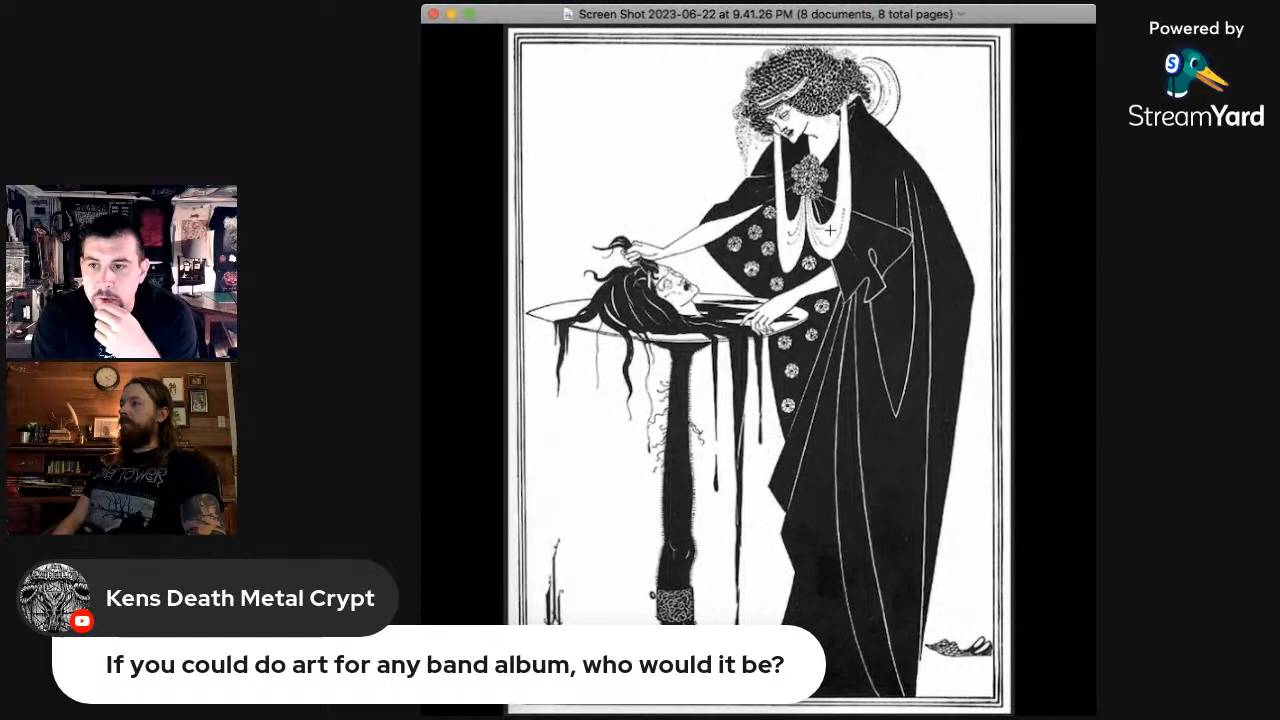 Screen Shot 2023-06-22 at 9.41.26 PM (8 documents, 8 total pages)
Powered by
StreamYard
Kens Death Metal Crypt
If you could do art for any band album, who would it be?